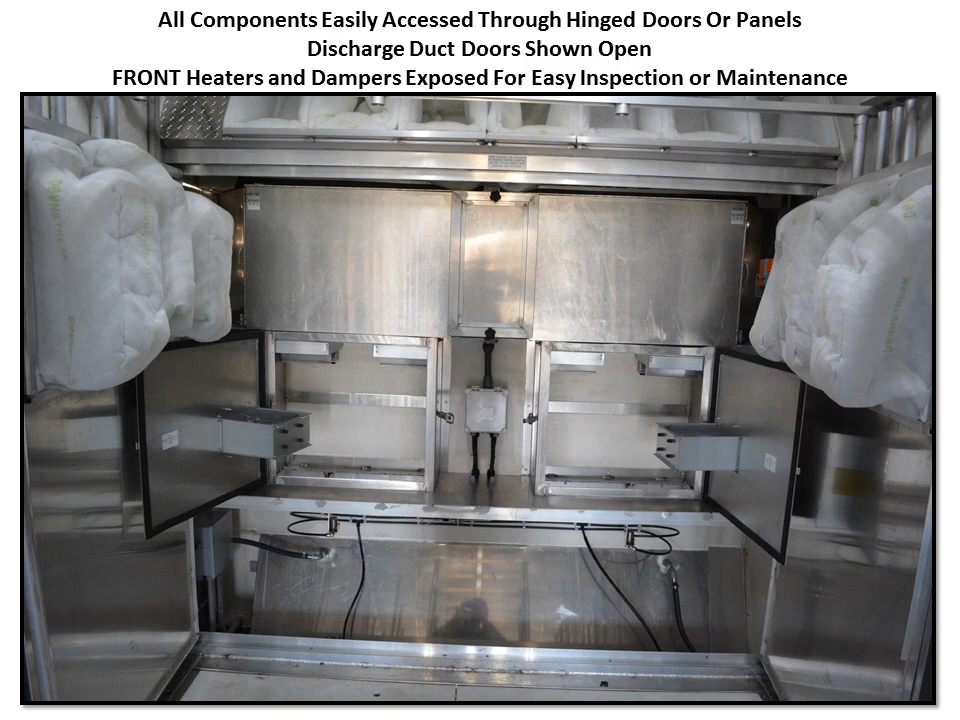 All Components Easily Accessed Through Hinged Doors Or Panels
Discharge Duct Doors Shown Open
FRONT Heaters and Dampers Exposed For Easy Inspection or Maintenance